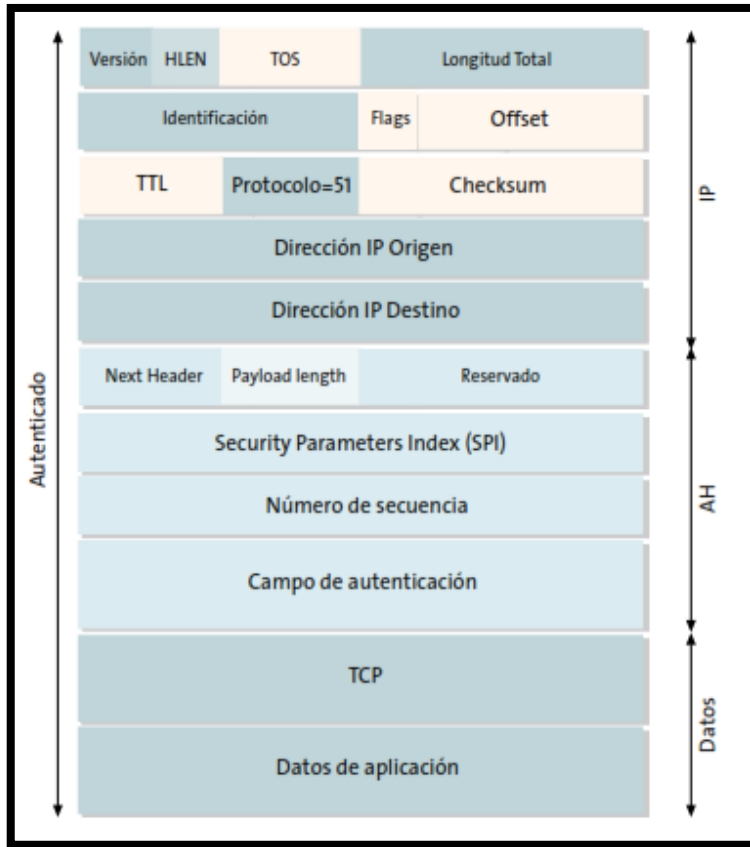 Versión HLEN TOS Longitud Total
Identificación Flags Offset
TTL Protocolo=51 Checksum
Dirección IP Origen
Dirección IP Destino
IP
Next Header Payload length Reservado
Security Parameters Index (SPI)
Número de secuencia
Campo de autenticación
AH
Autenticado
TCP
Datos de aplicación
Datos